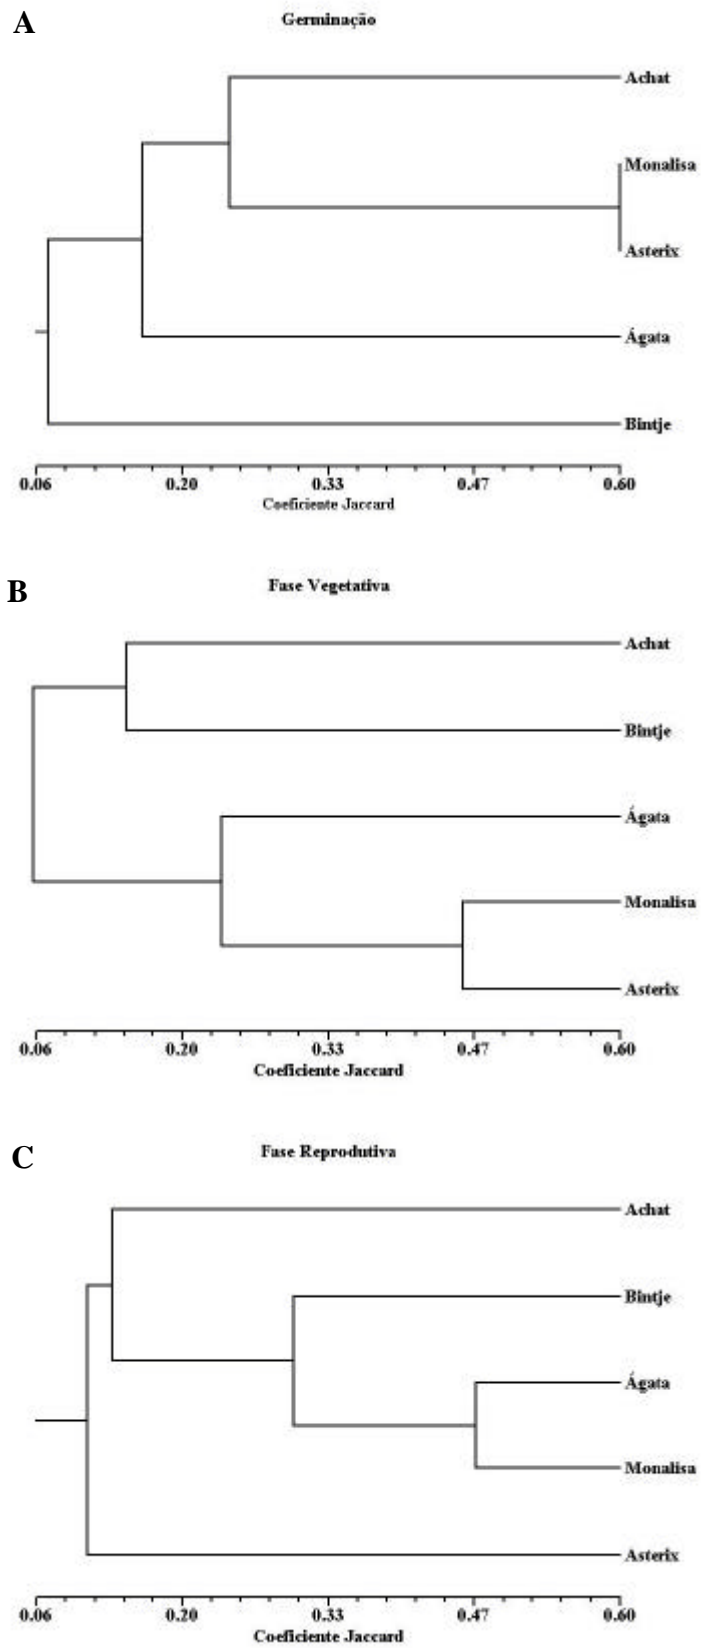 A
Germinação
Achat
Monalisa
Asterix
Ágata
Bintje
0.06 0.20 0.33 0.47 0.60
Coeficiente Jaccard
B
Fase Vegetativa
Achat
Bintje
Ágata
Monalisa
Asterix
0.06 0.20 0.33 0.47 0.60
Coeficiente Jaccard
C
Fase Reprodutiva
Achat
Bintje
Ágata
Monalisa
Asterix
0.06 0.20 0.33 0.47 0.60
Coeficiente Jaccard